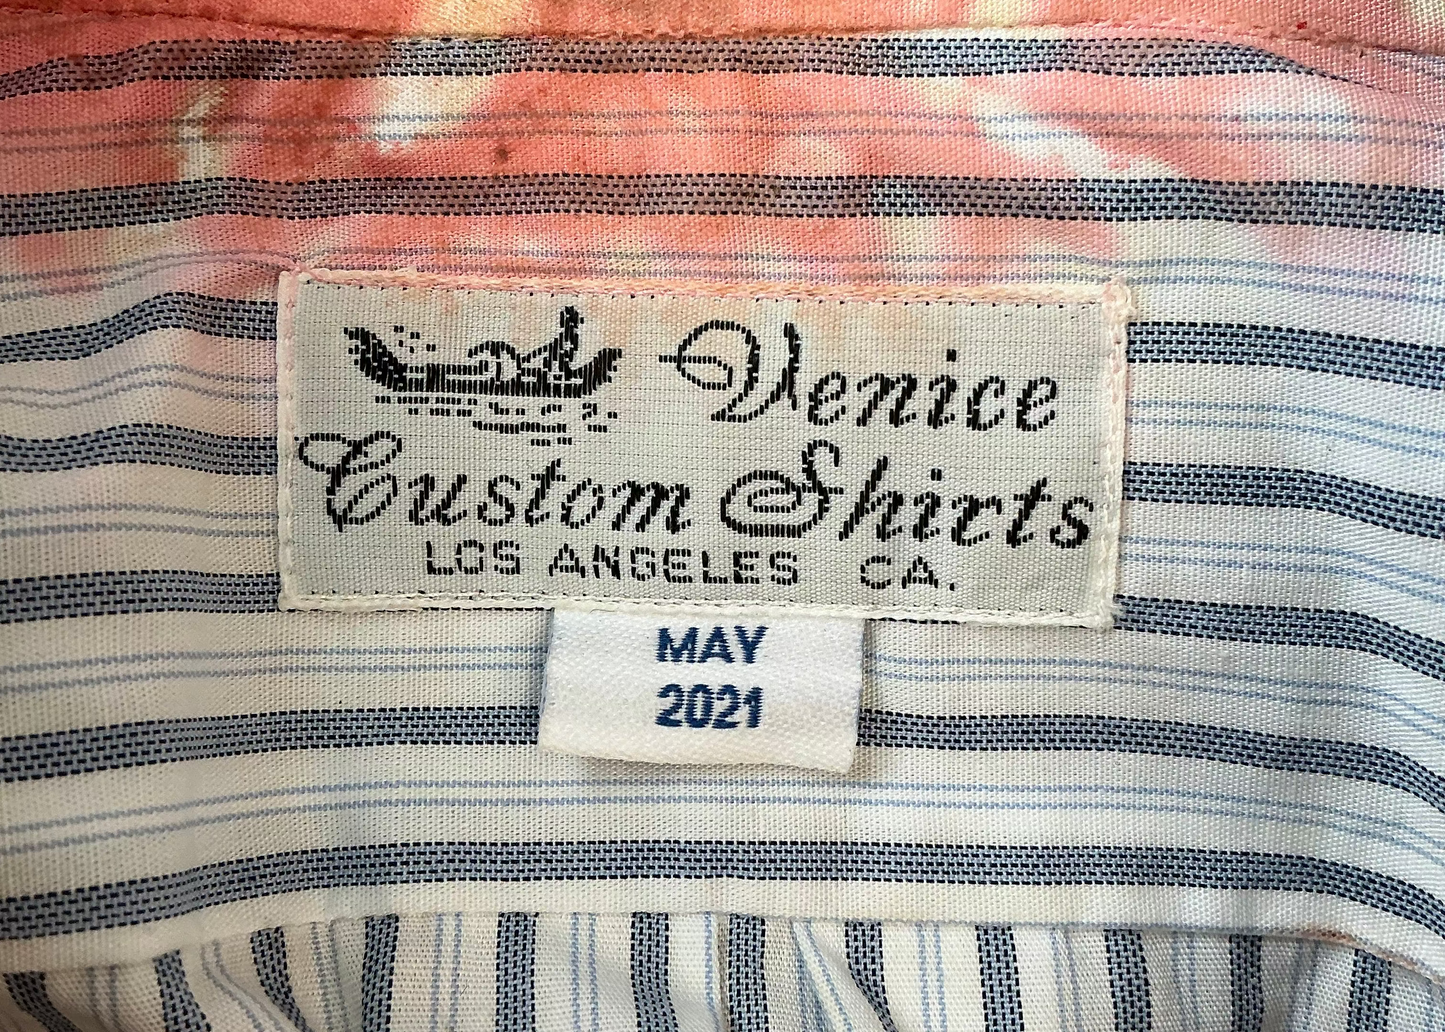 Venice
Custom Shirts
LOS ANGELES CA.
MAY
2021